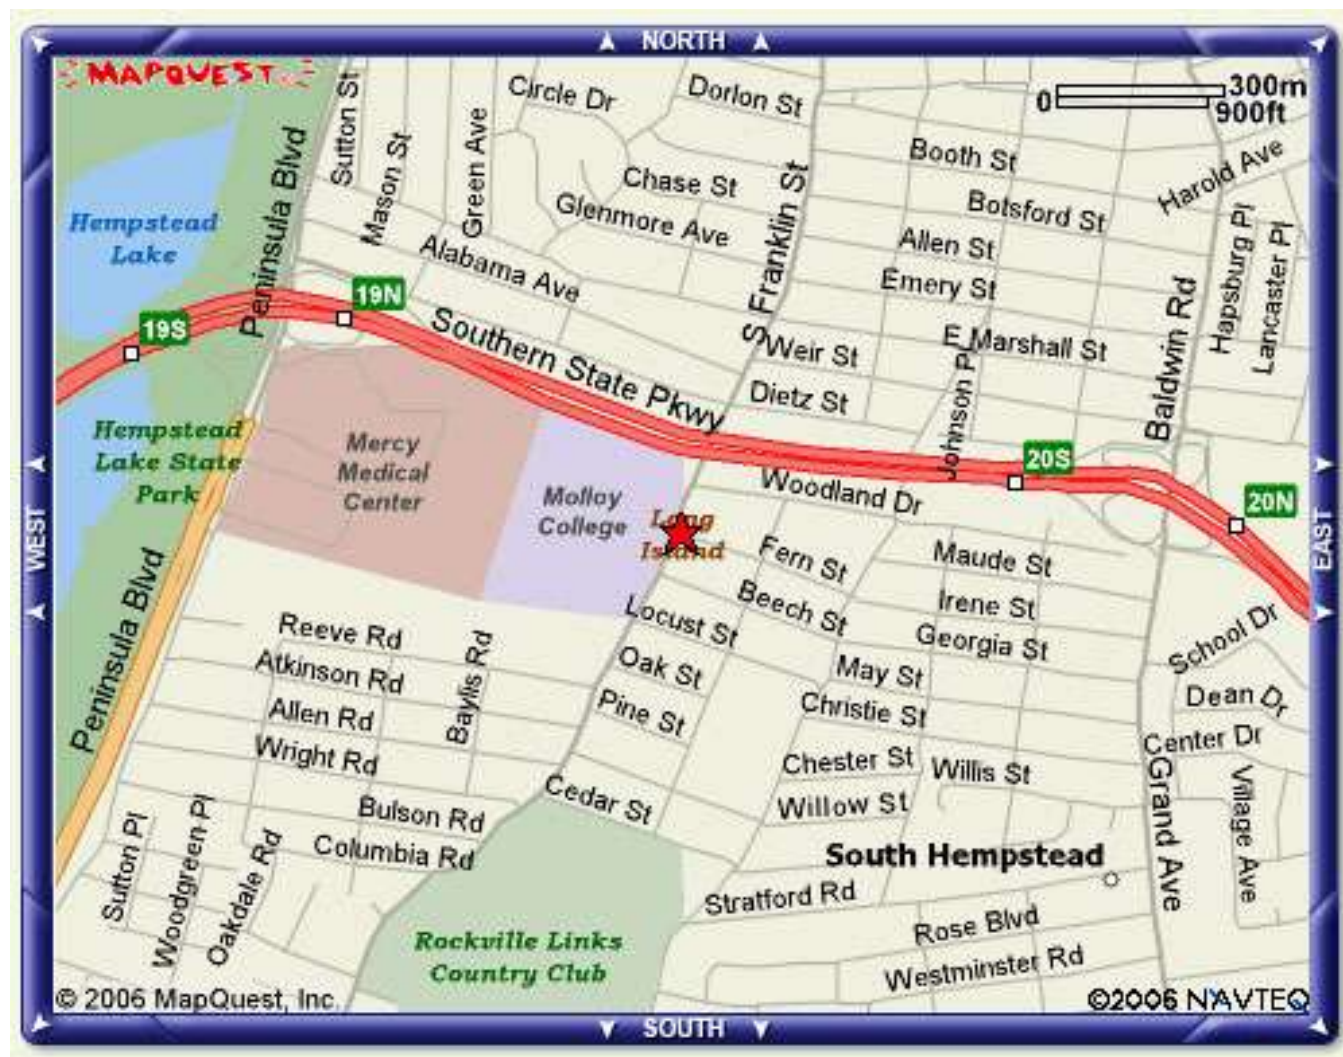 NORTH
MAPQUEST
300m
0
900ft
Circle Dr
Dorlon St
Sutton St
Mason St
Green Ave
Peninsula Blvd
Booth St
Harold Ave
Chase St
Glenmore Ave
S Franklin St
Botsford St
Hempstead
Lake
Allen St
Hapsburg Pl
Lancaster Pl
Alabama Ave
Emery St
19N
19S
Southern State Pkwy
Weir St
E Marshall St
Baldwin Rd
Dietz St
Johnson Pl
Hempstead
Lake State
Park
Mercy
Medical
Center
20S
20N
Woodland Dr
Molloy
College
Long
Island
WEST
EAST
Fern St
Maude St
Beech St
Irene St
Locust St
Georgia St
School Dr
Peninsula Blvd
Reeve Rd
Atkinson Rd
Baylis Rd
Oak St
May St
Allen Rd
Pine St
Christie St
Dean Dr
Center Dr
Wright Rd
Chester St
Willis St
Grand Ave
Village Ave
Cedar St
Willow St
Bulson Rd
Sutton Pl
Woodgreen Pl
Oakdale Rd
Columbia Rd
South Hempstead
Stratford Rd
Rose Blvd
Rockville Links
Country Club
Westminster Rd
© 2006 MapQuest, Inc.
©2006 NAVTEQ
SOUTH